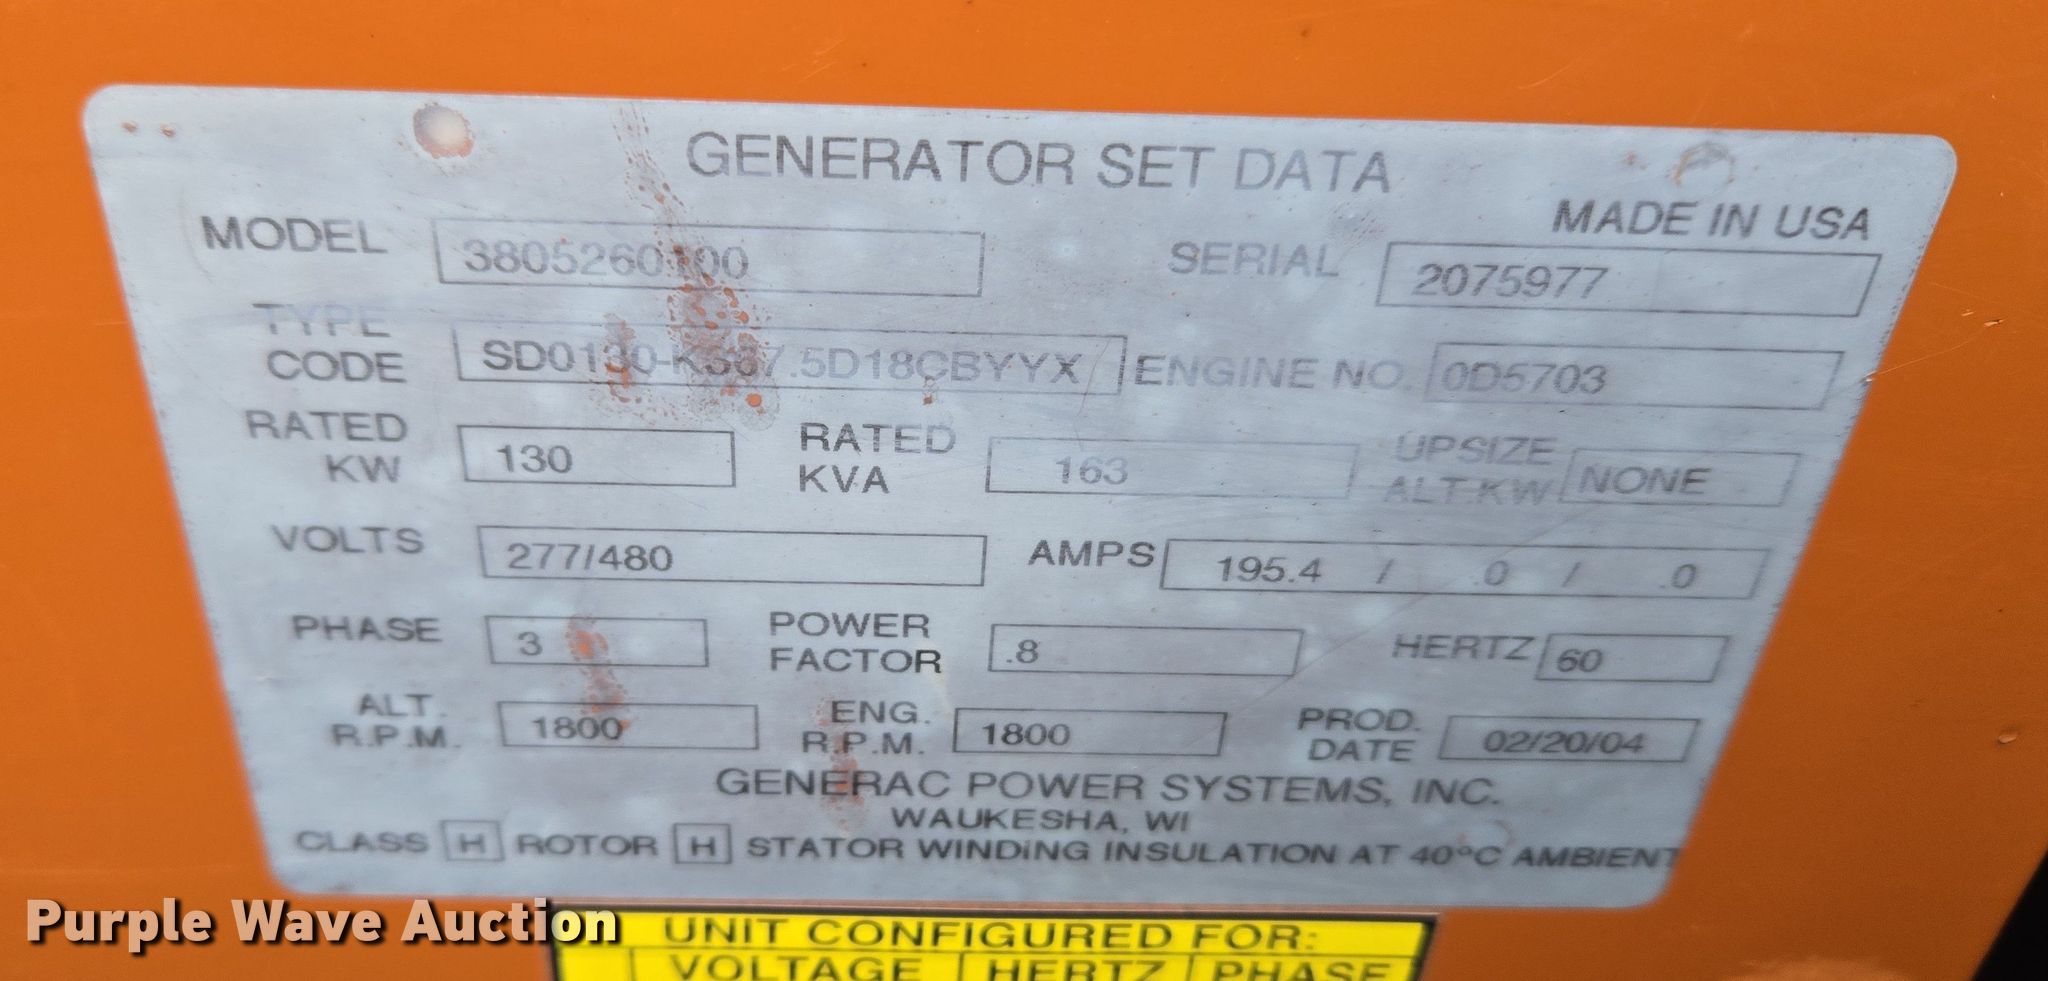 GENERATOR SET DATA
MADE IN USA
MODEL 3805260100 SERIAL 2075977
TYPE CODE ENGINE NO. 0D5703
RATED KW 130 RATED KVA 163 UPSIZE ALT.KW NONE
VOLTS 277/480 AMPS 195.4 / .0 / .0
PHASE 3 POWER FACTOR .8 HERTZ 60
ALT. R.P.M. 1800 ENG. R.P.M. 1800 PROD. DATE 02/20/04
GENERAC POWER SYSTEMS, INC.
WAUKESHA, WI
CLASS H ROTOR H STATOR WINDING INSULATION AT 40°C AMBIENT
Purple Wave Auction
UNIT CONFIGURED FOR:
VOLTAGE HERTZ PHASE